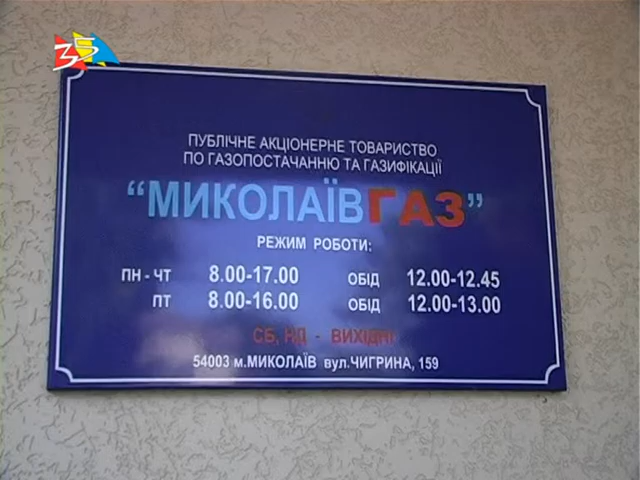 35
ПУБЛІЧНЕ АКЦІОНЕРНЕ ТОВАРИСТВО
ПО ГАЗОПОСТАЧАННЮ ТА ГАЗИФІКАЦІЇ
“МИКОЛАЇВГАЗ”
РЕЖИМ РОБОТИ:
ПН - ЧТ 8.00-17.00 ОБІД 12.00-12.45
ПТ 8.00-16.00 ОБІД 12.00-13.00
СБ, НД - ВИХІДНІ
54003 м.МИКОЛАЇВ вул.ЧИГРИНА, 159